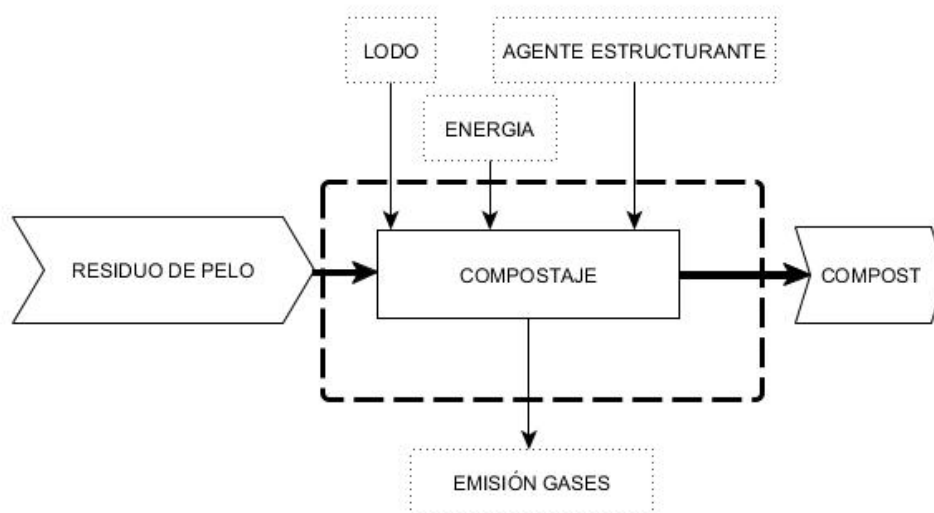 LODO
AGENTE ESTRUCTURANTE
ENERGIA
RESIDUO DE PELO
COMPOSTAJE
COMPOST
EMISIÓN GASES